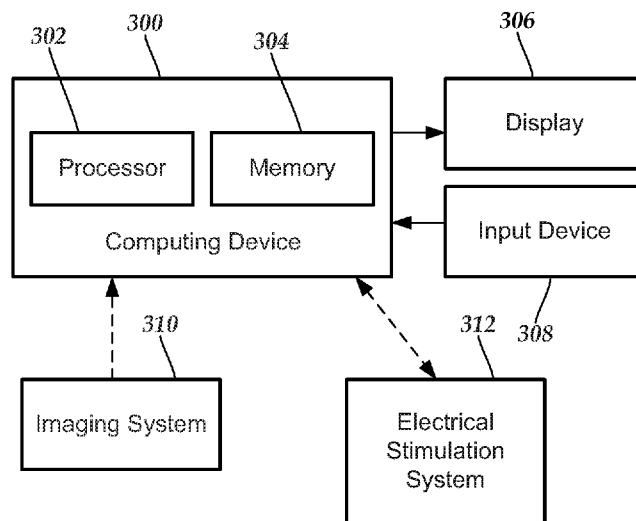 300
302
304
306
Display
Processor
Memory
Computing Device
Input Device
308
310
312
Imaging System
Electrical
Stimulation
System